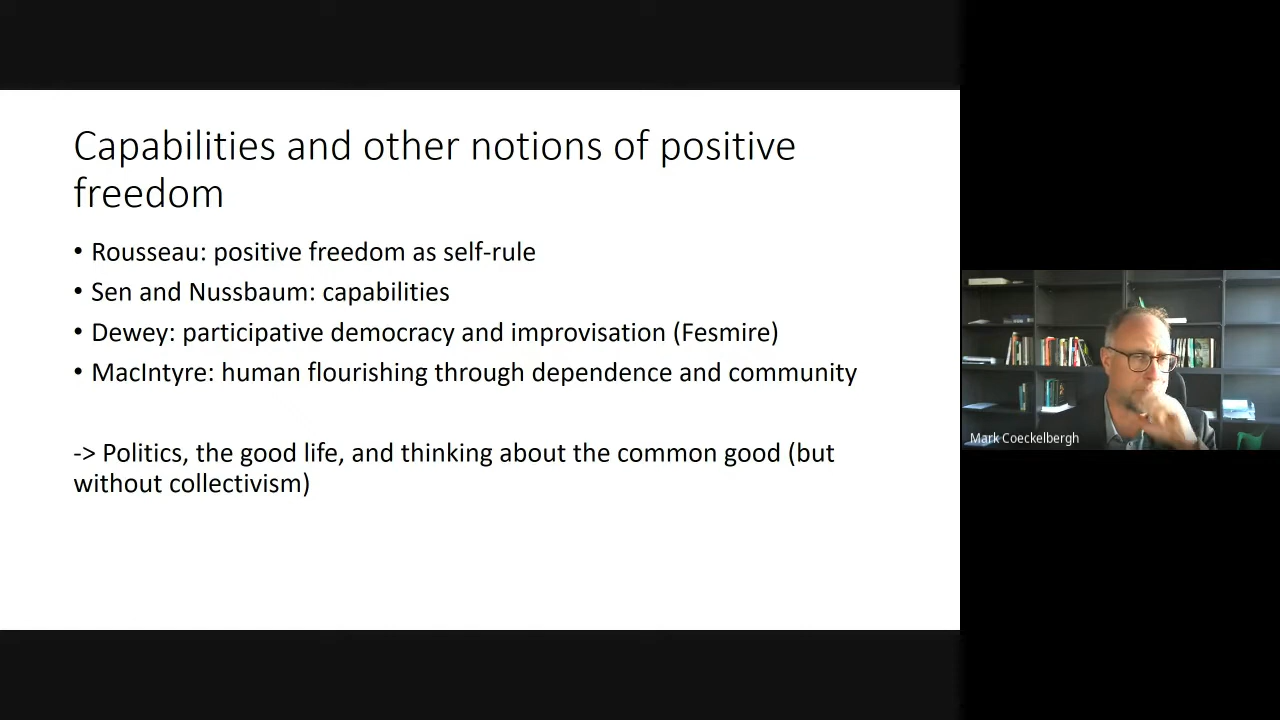 Capabilities and other notions of positive
freedom
• Rousseau: positive freedom as self-rule
• Sen and Nussbaum: capabilities
• Dewey: participative democracy and improvisation (Fesmire)
• MacIntyre: human flourishing through dependence and community
-> Politics, the good life, and thinking about the common good (but
without collectivism)
Mark Coeckelbergh